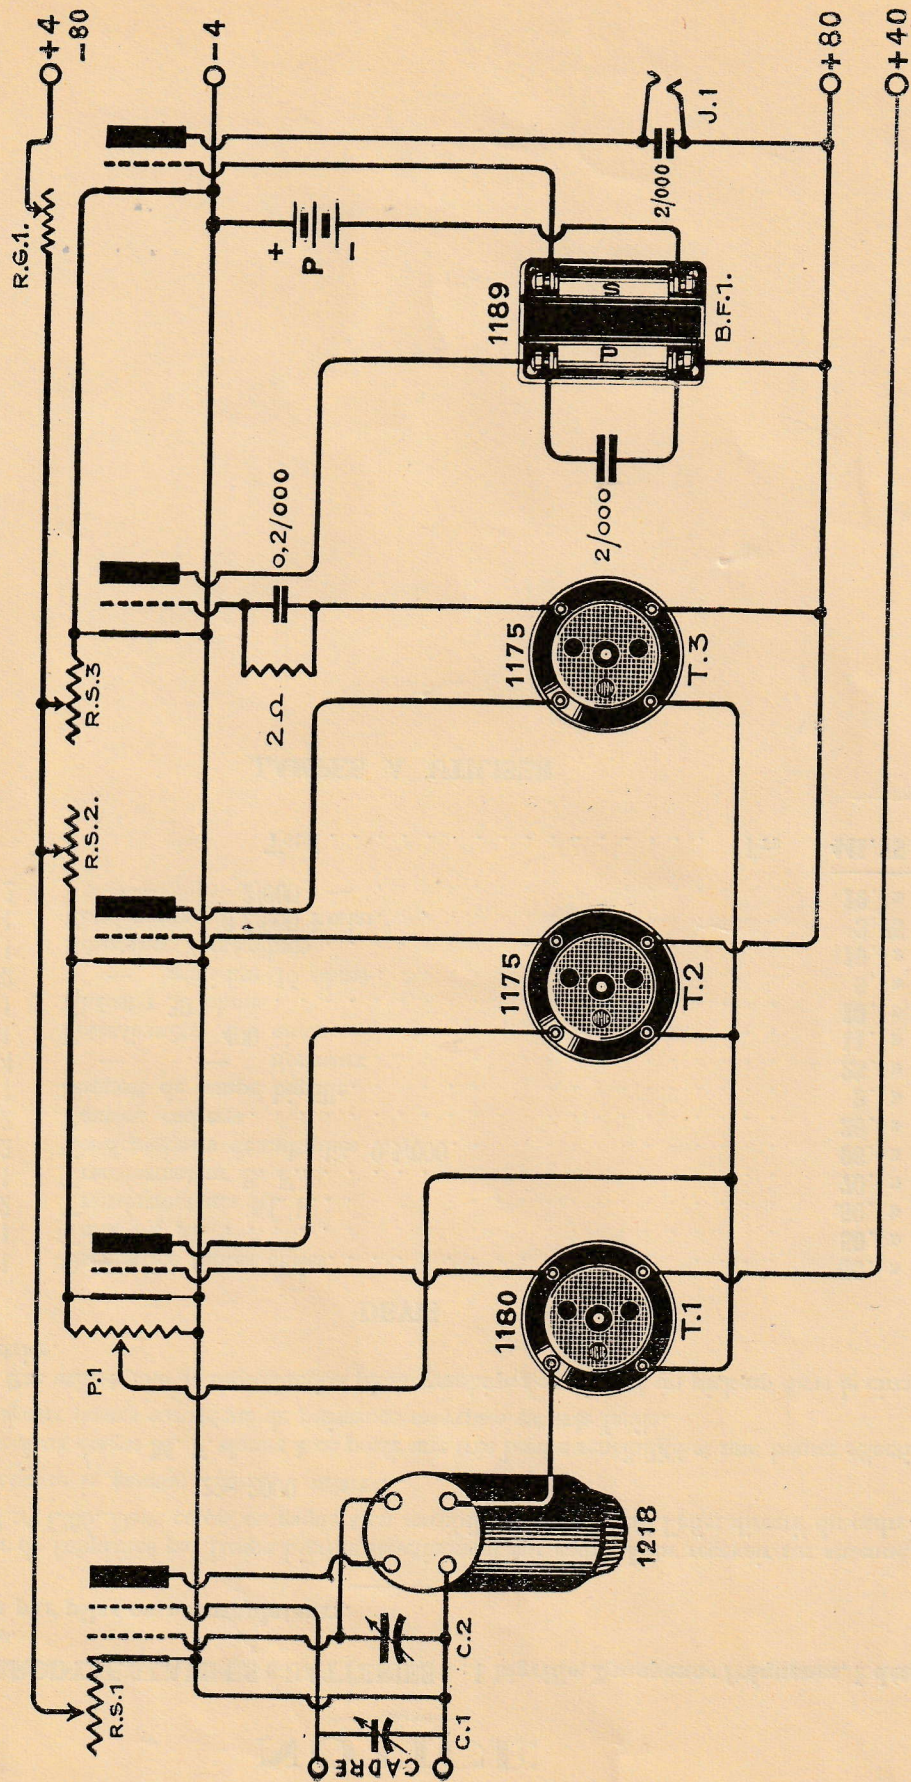 R.G.1.
+4
-80
R.S.1
P.1
R.S.2.
R.S.3
-4
0,2/000
2 Ω
+
P
-
CADRE
C.1
C.2
1218
1180
T.1
1175
T.2
1175
T.3
2/000
1189
P
S
B.F.1.
2/000
J.1
+80
+40